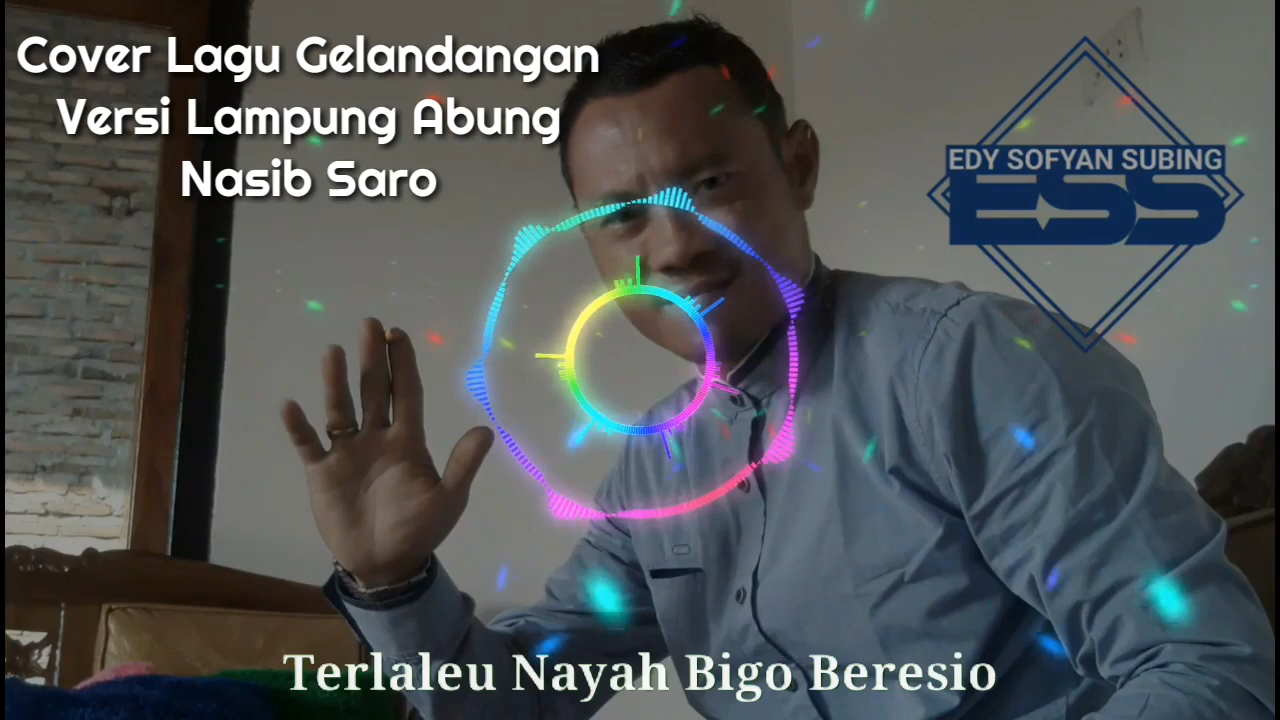 Cover Lagu Gelandangan
Versi Lampung Abung
Nasib Saro
EDY SOFYAN SUBING
ESS
Terlaleu Nayah Bigo Beresio